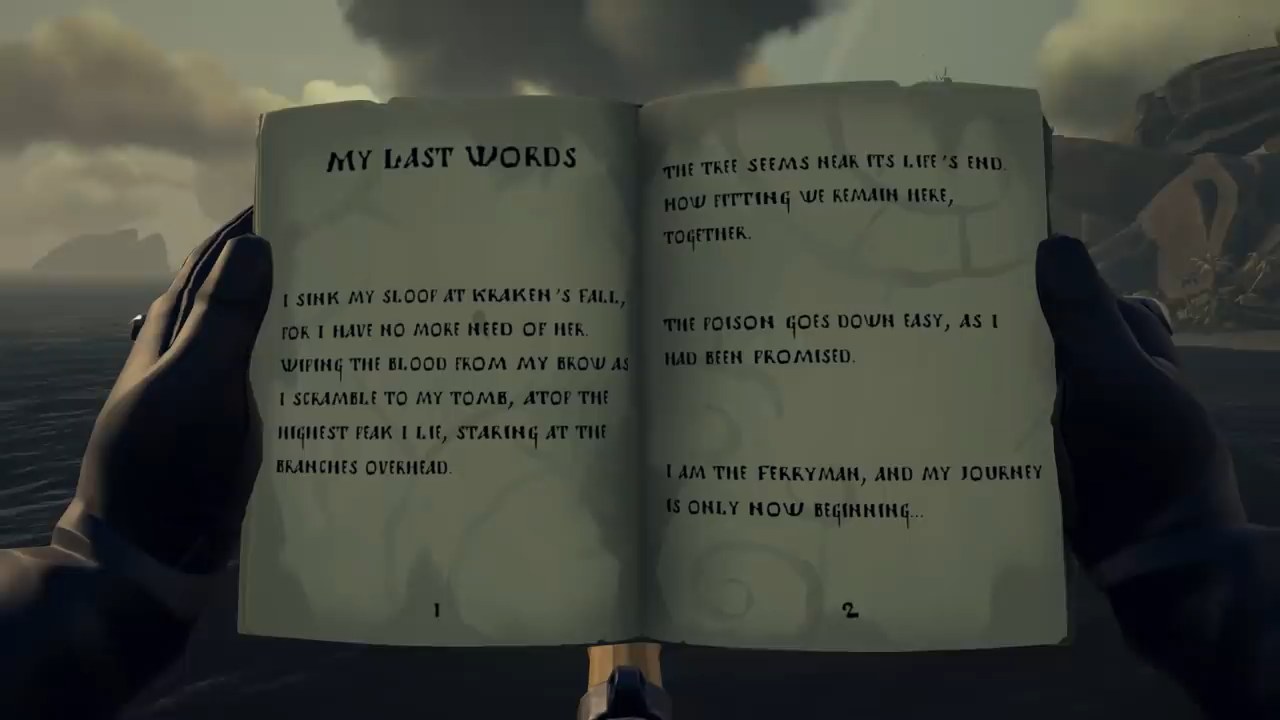 MY LAST WORDS
I SINK MY SLOOP AT KRAKEN'S FALL,
FOR I HAVE NO MORE NEED OF HER.
WIPING THE BLOOD FROM MY BROW AS
I SCRAMBLE TO MY TOMB, ATOP THE
HIGHEST PEAK I LIE, STARING AT THE
BRANCHES OVERHEAD.
1
THE TREE SEEMS NEAR ITS LIFE'S END.
HOW FITTING WE REMAIN HERE,
TOGETHER.
THE POISON GOES DOWN EASY, AS I
HAD BEEN PROMISED.
I AM THE FERRYMAN, AND MY JOURNEY
IS ONLY NOW BEGINNING...
2